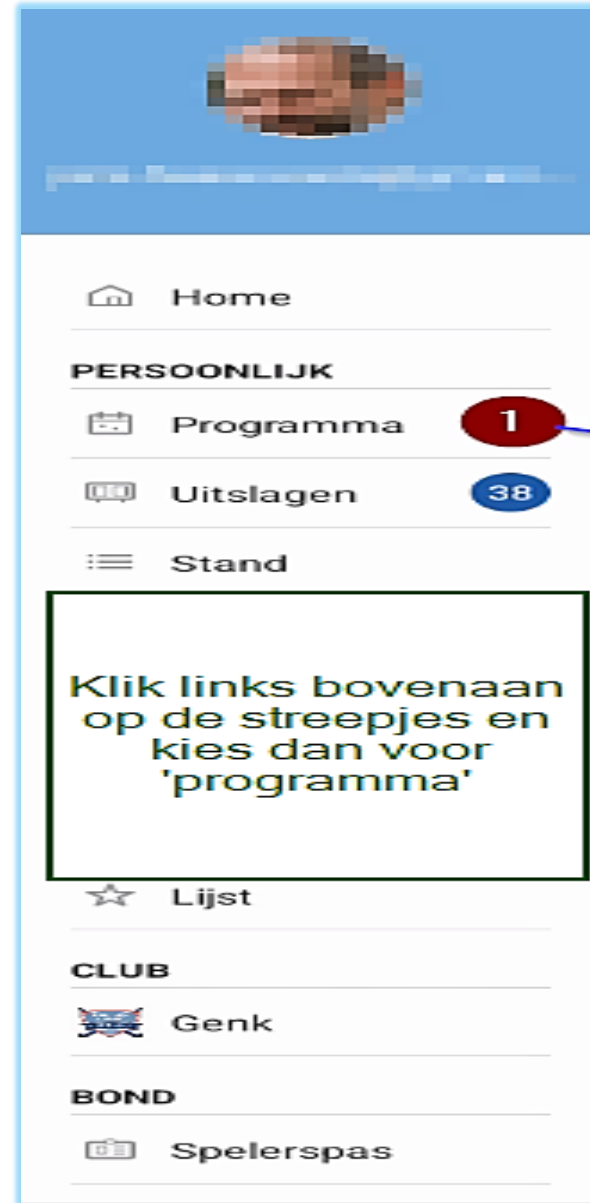 Home
PERSOONLIJK
Programma 1
Uitslagen 38
Stand
Klik links bovenaan
op de streepjes en
kies dan voor
'programma'
Lijst
CLUB
Genk
BOND
Spelerspas